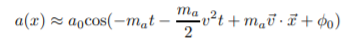 a(x) ≈ a₀cos(−mₐt − mₐ/2 v²t + mₐv⃗ · x⃗ + ϕ₀)